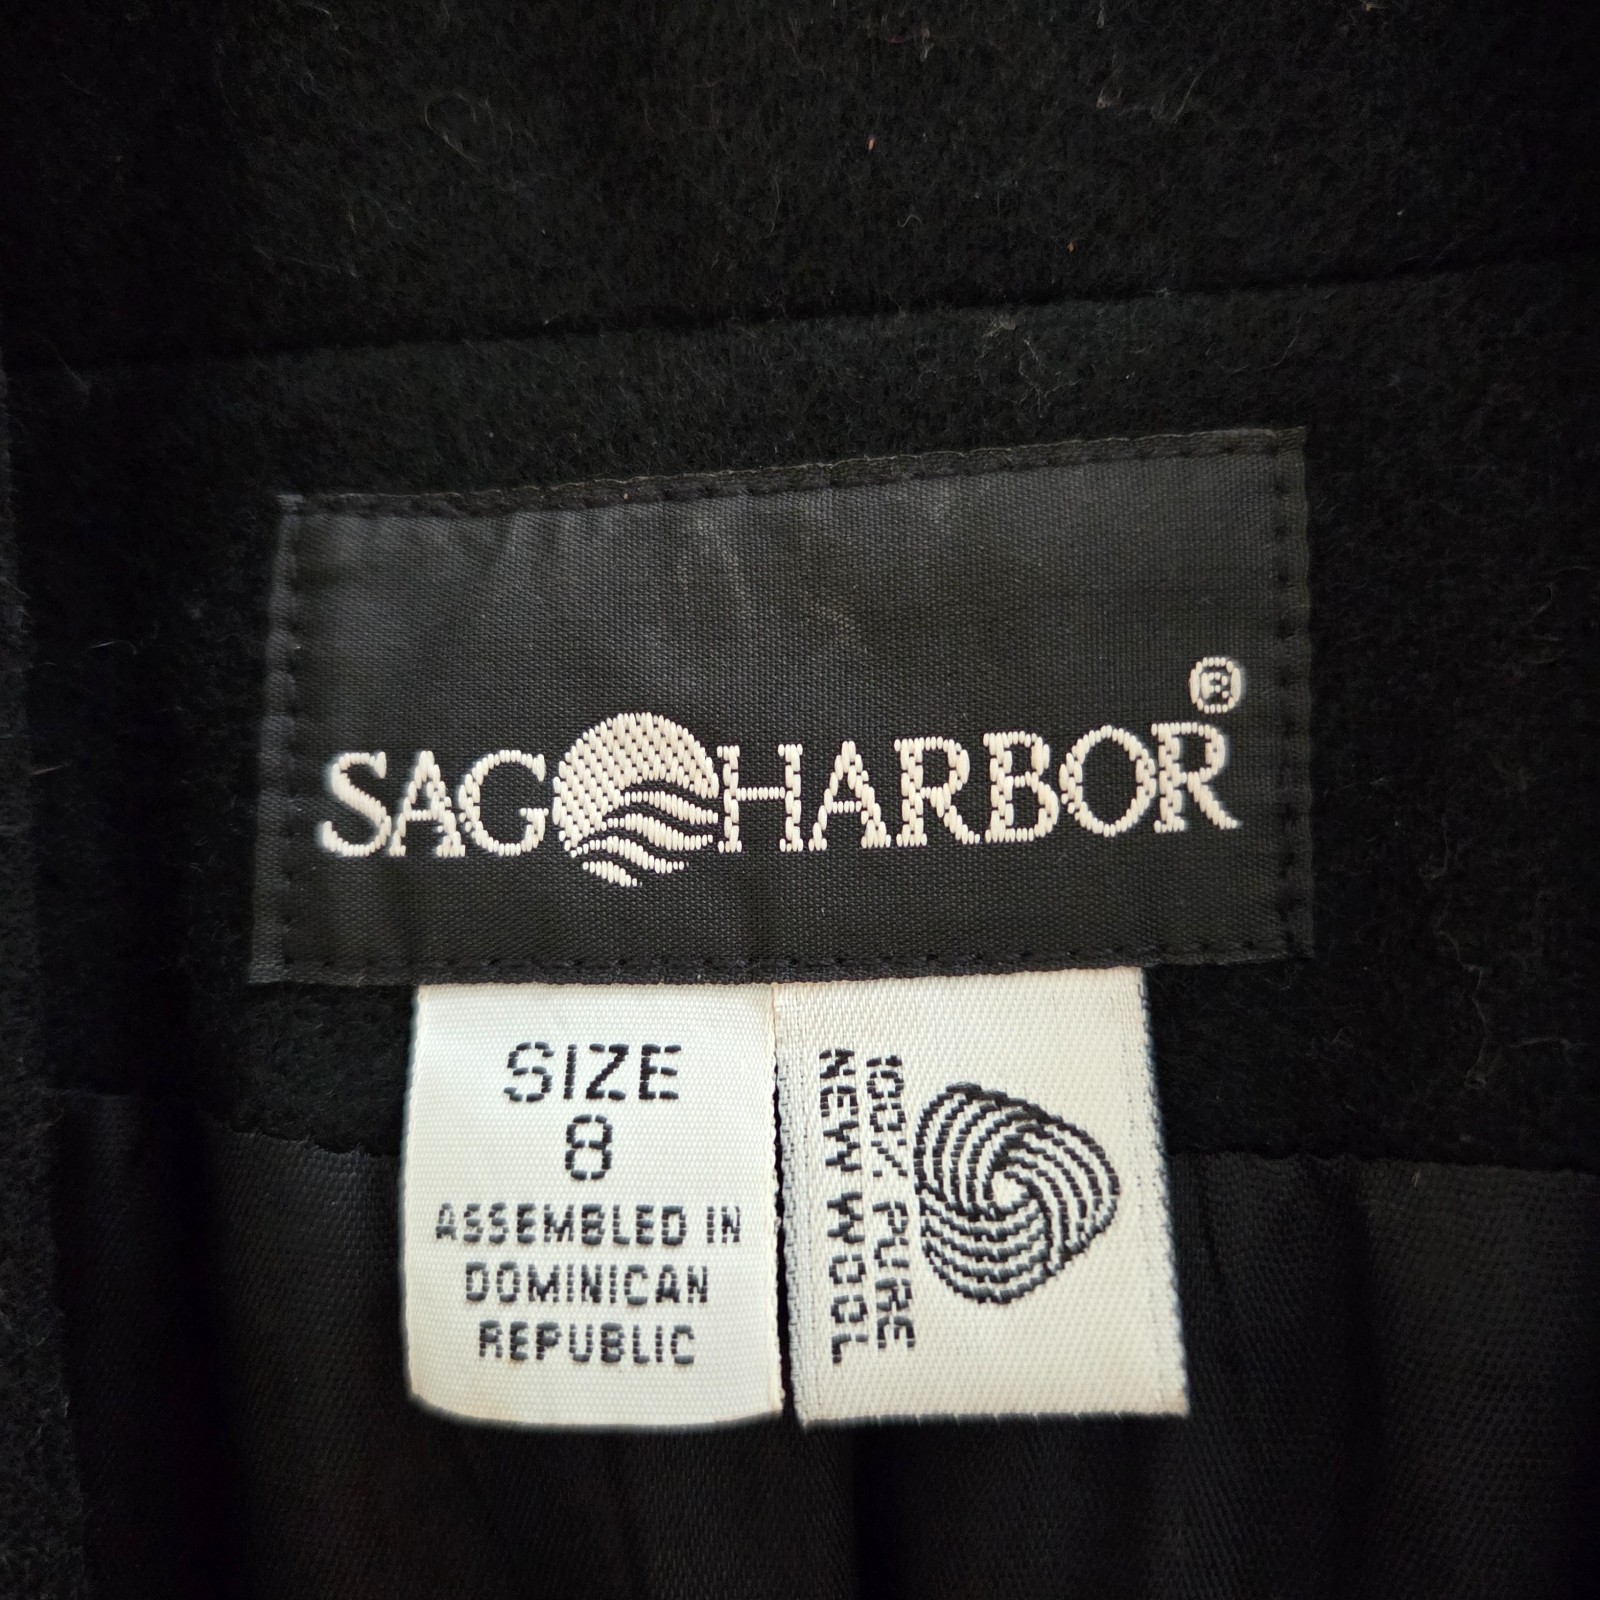 SAG HARBOR®
SIZE
8
ASSEMBLED IN
DOMINICAN
REPUBLIC
100% PURE
NEW WOOL